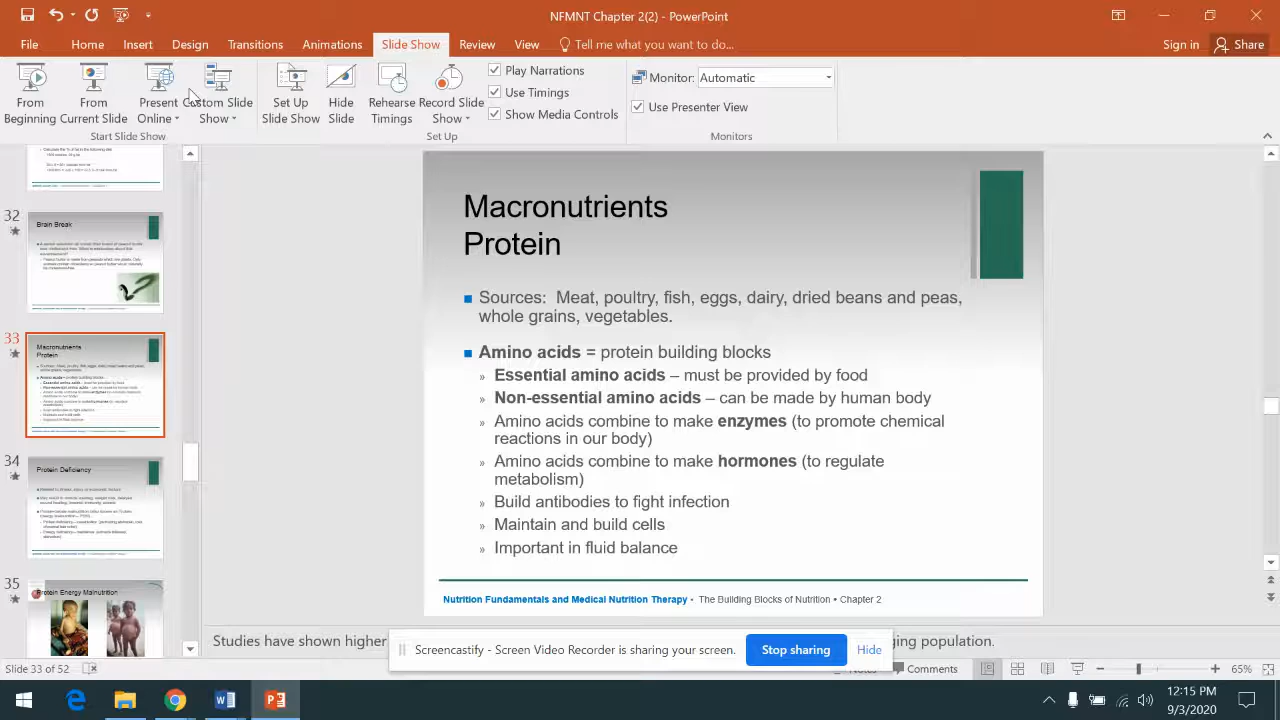 NFMNT Chapter 2(2) - PowerPoint
File Home Insert Design Transitions Animations Slide Show Review View Tell me what you want to do... Sign in Share
From Beginning
From Current Slide
Present Online
Custom Slide Show
Start Slide Show
Set Up Slide Show
Hide Slide
Rehearse Timings
Record Slide Show
Play Narrations
Use Timings
Show Media Controls
Set Up
Monitor: Automatic
Use Presenter View
Monitors
32
Brain Break
33
Macronutrients
Protein
34
Protein Deficiency
35
Protein Energy Malnutrition
Macronutrients
Protein
Sources: Meat, poultry, fish, eggs, dairy, dried beans and peas,
whole grains, vegetables.
Amino acids = protein building blocks
Essential amino acids – must be provided by food
Non-essential amino acids – can be made by human body
» Amino acids combine to make enzymes (to promote chemical
reactions in our body)
» Amino acids combine to make hormones (to regulate
metabolism)
» Build antibodies to fight infection
» Maintain and build cells
» Important in fluid balance
Nutrition Fundamentals and Medical Nutrition Therapy • The Building Blocks of Nutrition • Chapter 2
Studies have shown higher
ging population.
Screencastify - Screen Video Recorder is sharing your screen. Stop sharing Hide
Slide 33 of 52
Notes Comments 65%
12:15 PM
9/3/2020